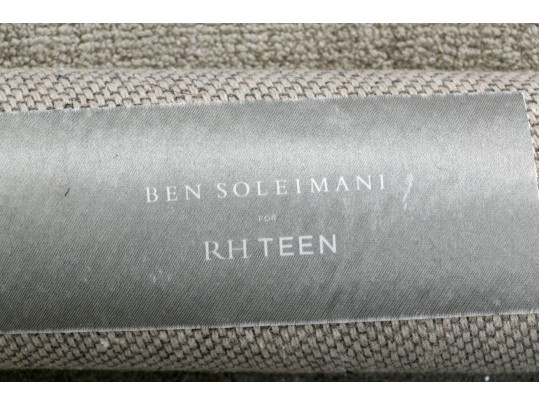 BEN SOLEIMANI
FOR
RH TEEN